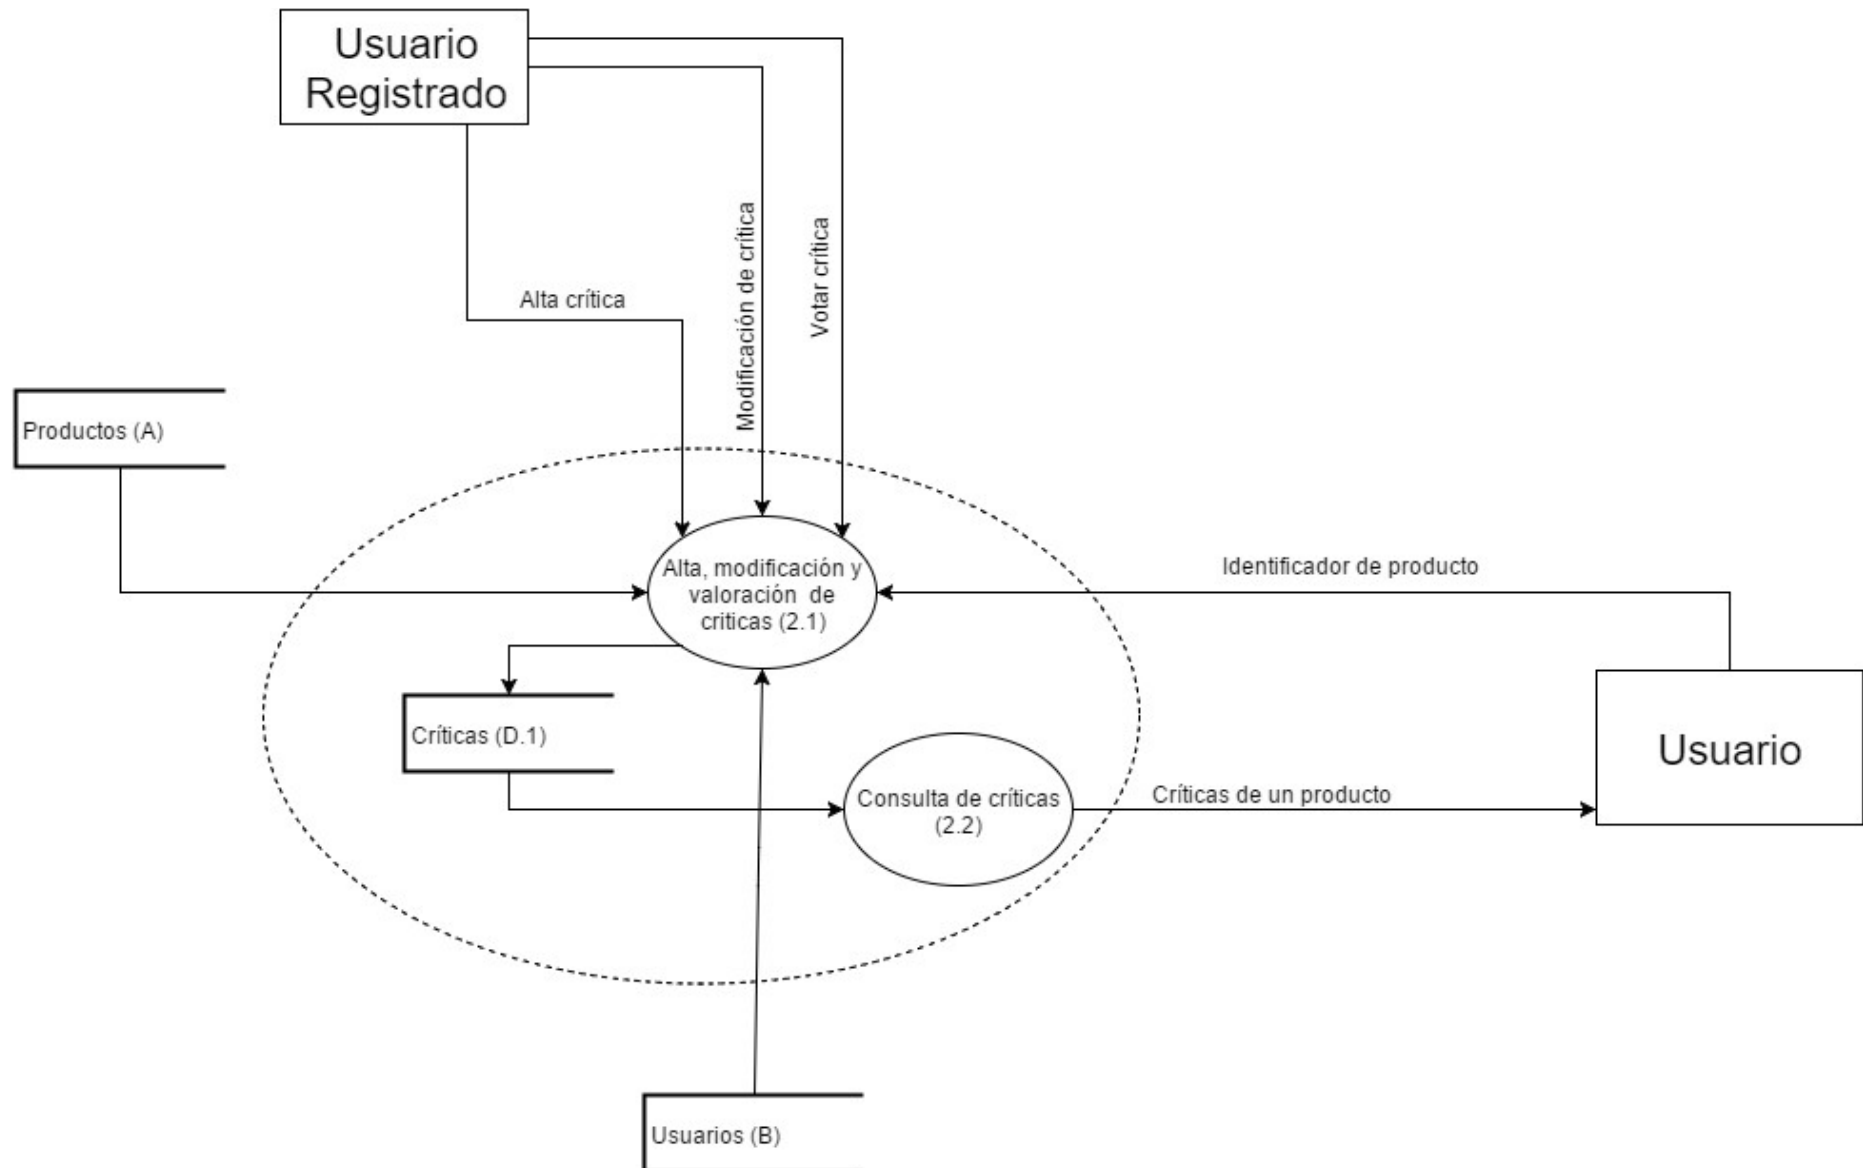 Usuario
Registrado
Modificación de crítica
Votar crítica
Alta crítica
Productos (A)
Alta, modificación y
valoración de
criticas (2.1)
Identificador de producto
Críticas (D.1)
Usuario
Consulta de críticas
(2.2)
Críticas de un producto
Usuarios (B)